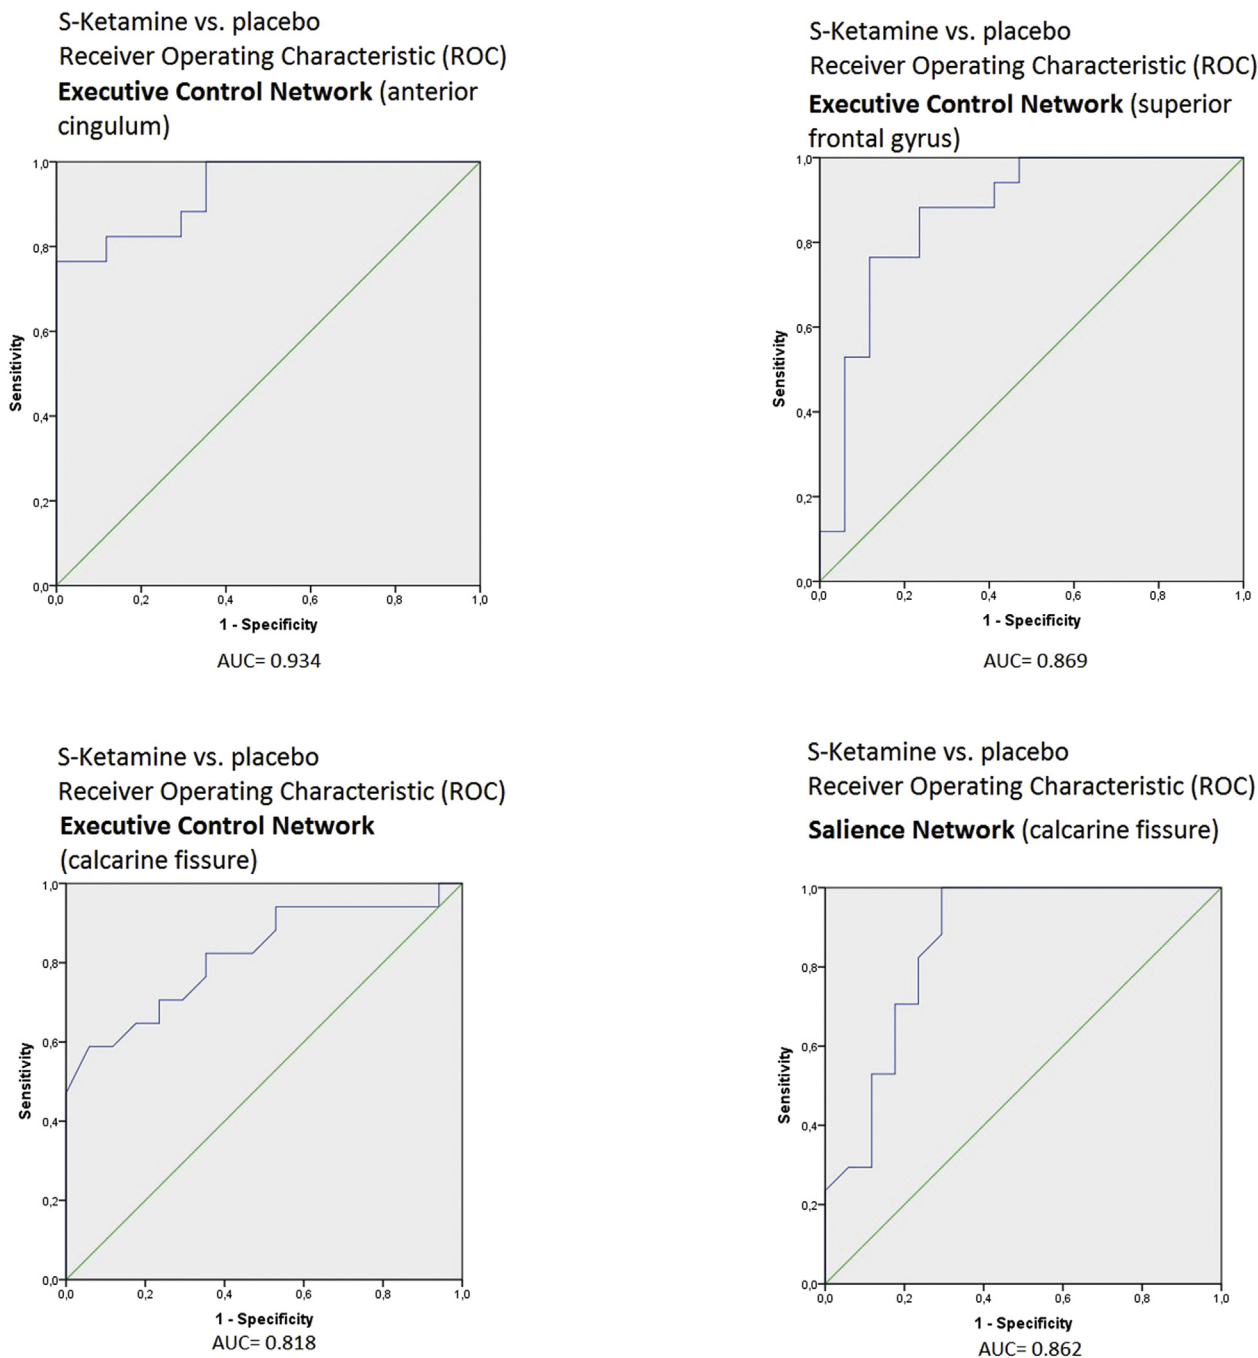 S-Ketamine vs. placebo
Receiver Operating Characteristic (ROC)
Executive Control Network (anterior
cingulum)
1,0
0,8
0,6
0,4
0,2
0,0
Sensitivity
0,0 0,2 0,4 0,6 0,8 1,0
1 - Specificity
AUC= 0.934
S-Ketamine vs. placebo
Receiver Operating Characteristic (ROC)
Executive Control Network (superior
frontal gyrus)
1,0
0,8
0,6
0,4
0,2
0,0
Sensitivity
0,0 0,2 0,4 0,6 0,8 1,0
1 - Specificity
AUC= 0.869
S-Ketamine vs. placebo
Receiver Operating Characteristic (ROC)
Executive Control Network
(calcarine fissure)
1,0
0,8
0,6
0,4
0,2
0,0
Sensitivity
0,0 0,2 0,4 0,6 0,8 1,0
1 - Specificity
AUC= 0.818
S-Ketamine vs. placebo
Receiver Operating Characteristic (ROC)
Salience Network (calcarine fissure)
1,0
0,8
0,6
0,4
0,2
0,0
Sensitivity
0,0 0,2 0,4 0,6 0,8 1,0
1 - Specificity
AUC= 0.862